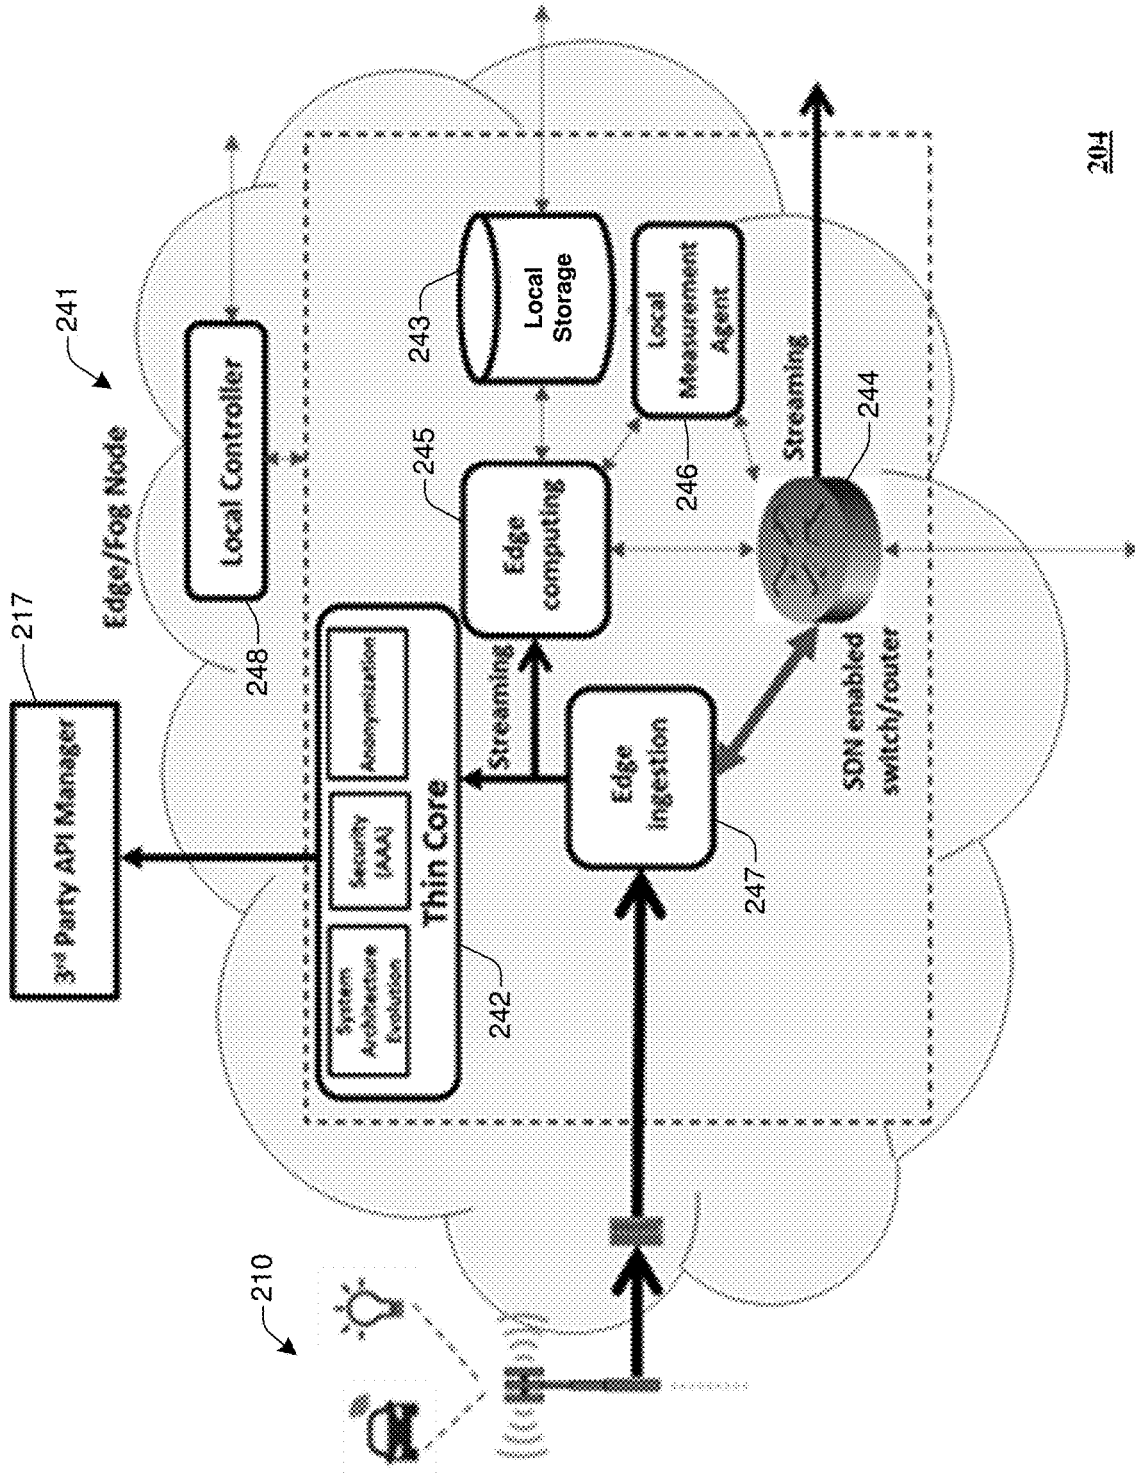 3rd Party API Manager
217
Edge/Fog Node
241
Local Controller
248
System
Architecture
Evolution
Security
[AAA]
Anonymization
Thin Core
242
Streaming
Edge
computing
245
243
Local
Storage
Local
Measurement
Agent
246
Edge
ingestion
247
Streaming
244
SDN enabled
switch/router
210
204